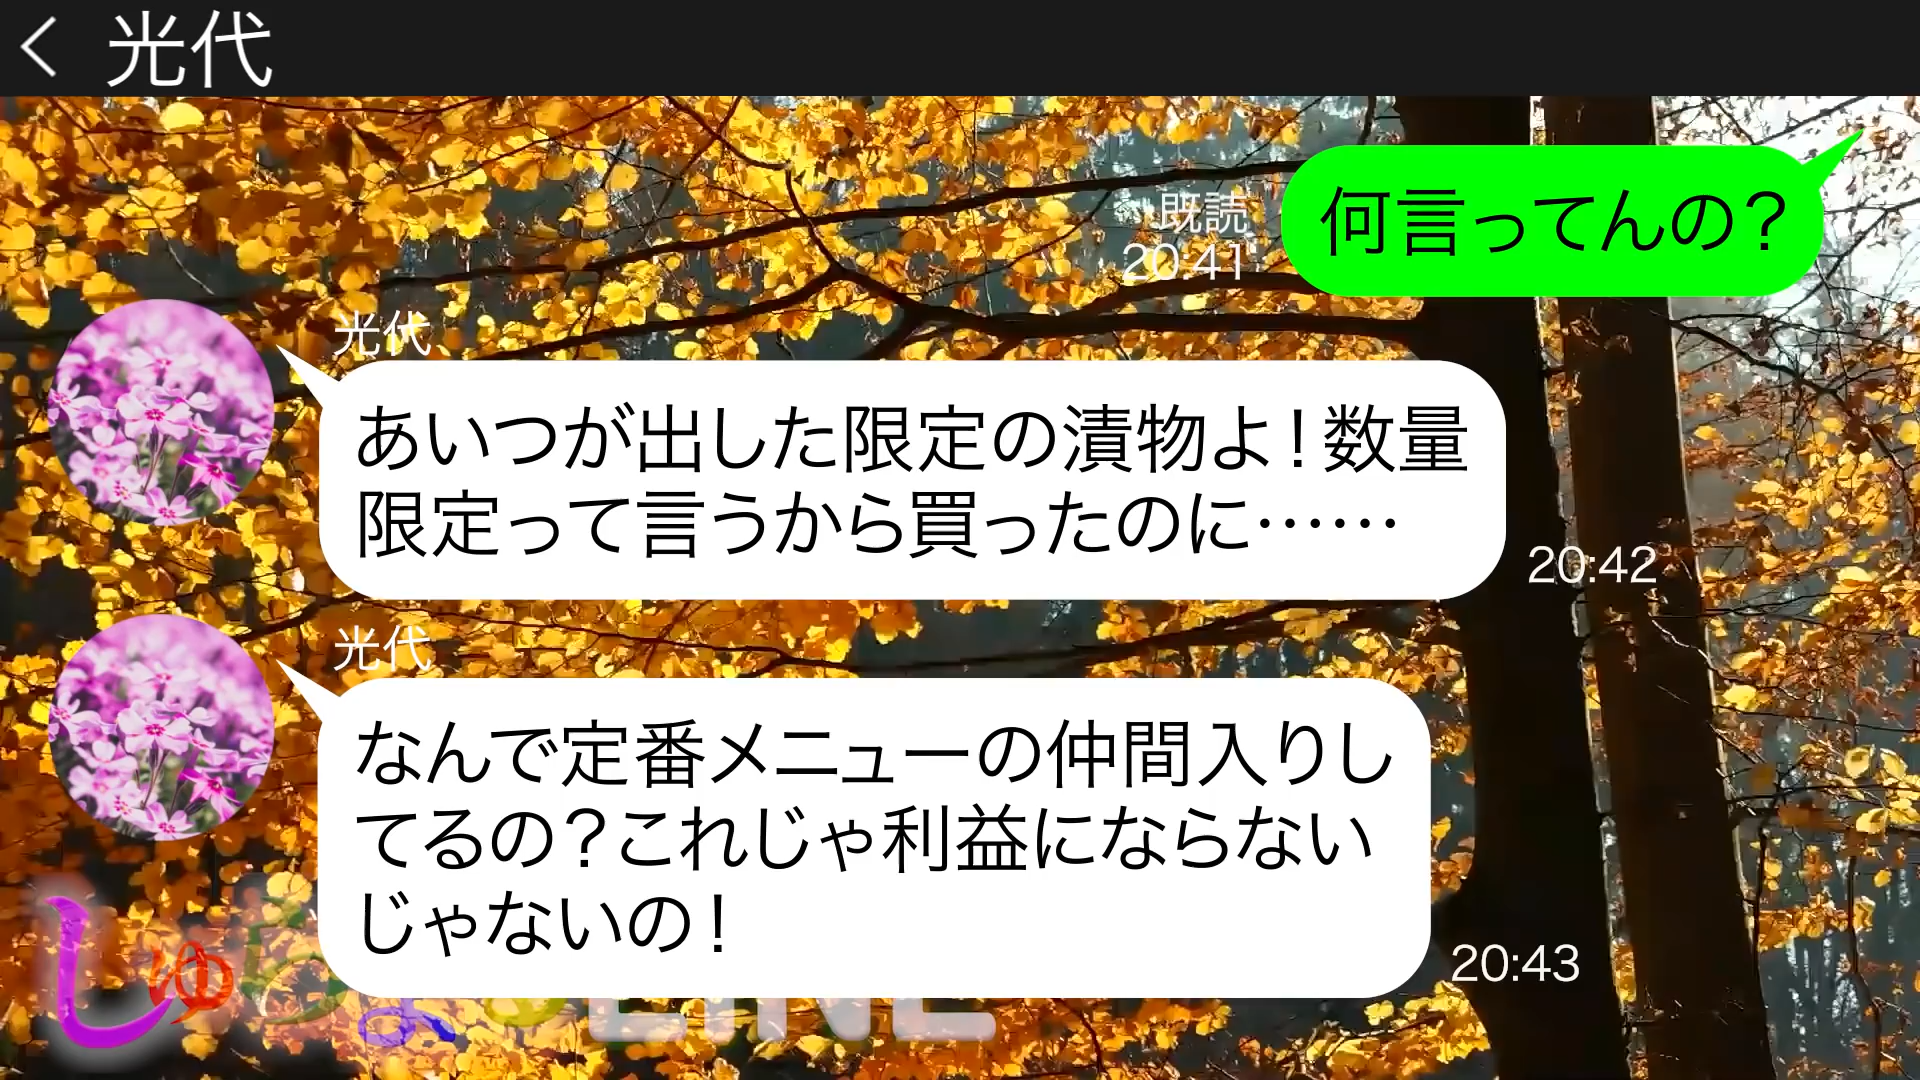 光代
何言ってんの？
既読
20:41
光代
あいつが出した限定の漬物よ！数量
限定って言うから買ったのに……
20:42
光代
なんで定番メニューの仲間入りし
てるの？これじゃ利益にならない
じゃないの！
20:43
しゅら
LINE